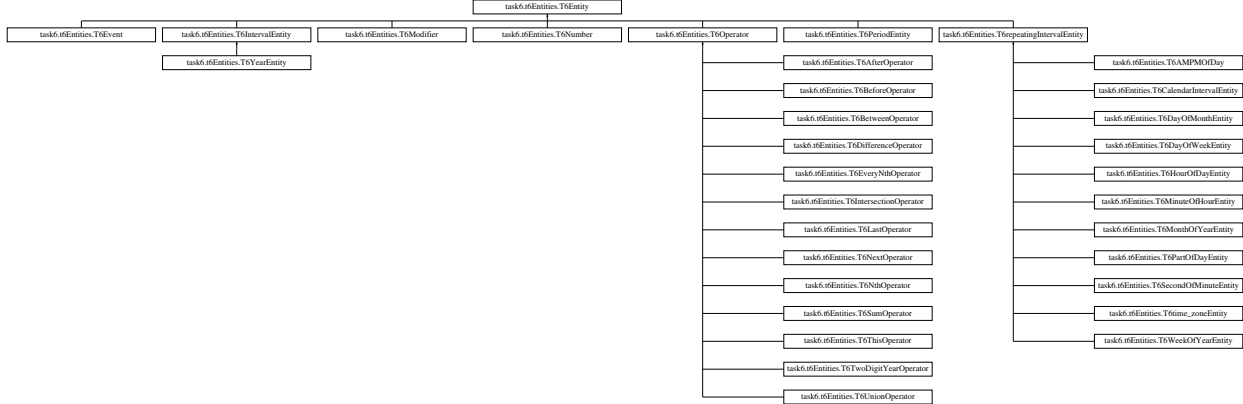 task6.t6Entities.T6Entity
task6.t6Entities.T6Event
task6.t6Entities.T6IntervalEntity
task6.t6Entities.T6Modifier
task6.t6Entities.T6Number
task6.t6Entities.T6Operator
task6.t6Entities.T6PeriodEntity
task6.t6Entities.T6repeatingIntervalEntity
task6.t6Entities.T6YearEntity
task6.t6Entities.T6AfterOperator
task6.t6Entities.T6AMPMOfDay
task6.t6Entities.T6BeforeOperator
task6.t6Entities.T6CalendarIntervalEntity
task6.t6Entities.T6BetweenOperator
task6.t6Entities.T6DayOfMonthEntity
task6.t6Entities.T6DifferenceOperator
task6.t6Entities.T6DayOfWeekEntity
task6.t6Entities.T6EveryNthOperator
task6.t6Entities.T6HourOfDayEntity
task6.t6Entities.T6IntersectionOperator
task6.t6Entities.T6MinuteOfHourEntity
task6.t6Entities.T6LastOperator
task6.t6Entities.T6MonthOfYearEntity
task6.t6Entities.T6NextOperator
task6.t6Entities.T6PartOfDayEntity
task6.t6Entities.T6NthOperator
task6.t6Entities.T6SecondOfMinuteEntity
task6.t6Entities.T6SumOperator
task6.t6Entities.T6time_zoneEntity
task6.t6Entities.T6ThisOperator
task6.t6Entities.T6WeekOfYearEntity
task6.t6Entities.T6TwoDigitYearOperator
task6.t6Entities.T6UnionOperator